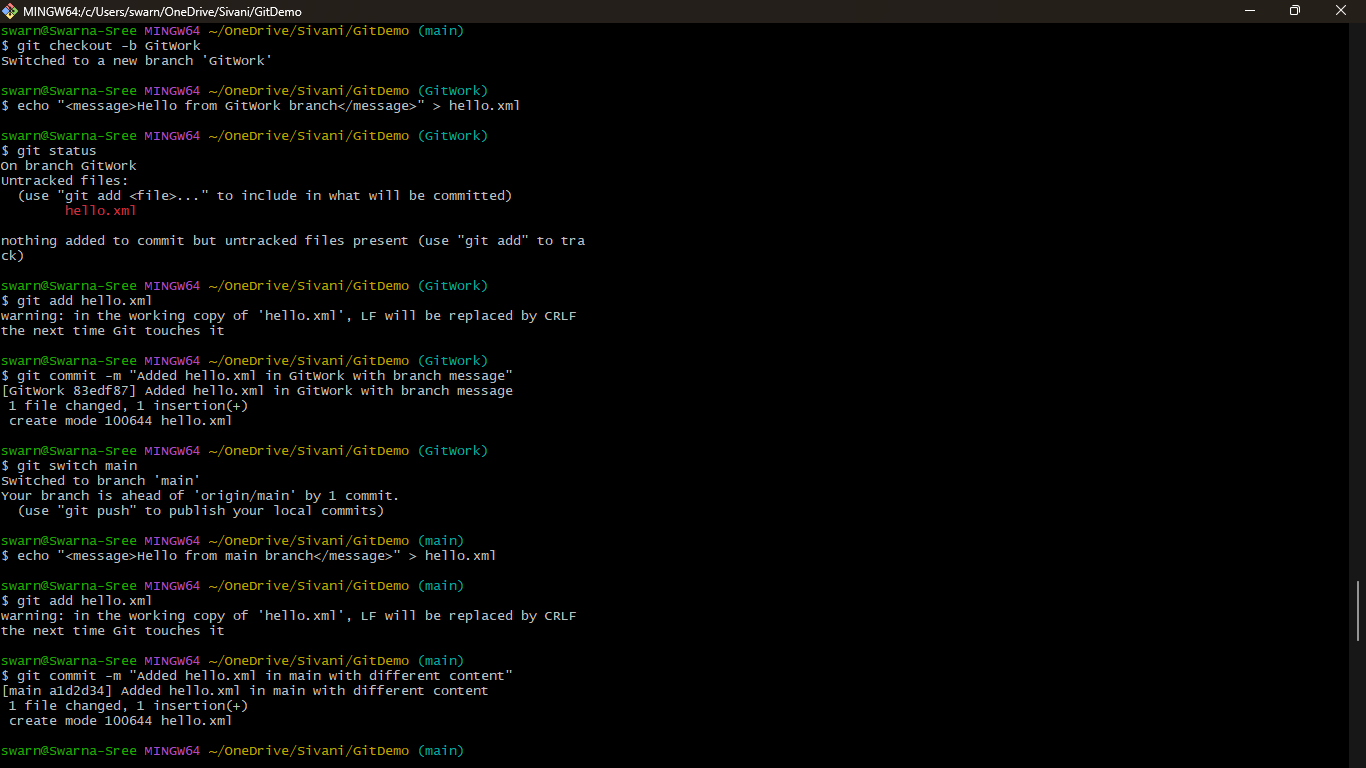 MINGW64:/c/Users/swarn/OneDrive/Sivani/GitDemo
swarn@Swarna-Sree MINGW64 ~/OneDrive/Sivani/GitDemo (main)
$ git checkout -b GitWork
Switched to a new branch 'GitWork'
swarn@Swarna-Sree MINGW64 ~/OneDrive/Sivani/GitDemo (GitWork)
$ echo "<message>Hello from GitWork branch</message>" > hello.xml
swarn@Swarna-Sree MINGW64 ~/OneDrive/Sivani/GitDemo (GitWork)
$ git status
On branch GitWork
Untracked files:
  (use "git add <file>..." to include in what will be committed)
        hello.xml
nothing added to commit but untracked files present (use "git add" to tra
ck)
swarn@Swarna-Sree MINGW64 ~/OneDrive/Sivani/GitDemo (GitWork)
$ git add hello.xml
warning: in the working copy of 'hello.xml', LF will be replaced by CRLF
the next time Git touches it
swarn@Swarna-Sree MINGW64 ~/OneDrive/Sivani/GitDemo (GitWork)
$ git commit -m "Added hello.xml in GitWork with branch message"
[GitWork 83edf87] Added hello.xml in GitWork with branch message
 1 file changed, 1 insertion(+)
 create mode 100644 hello.xml
swarn@Swarna-Sree MINGW64 ~/OneDrive/Sivani/GitDemo (GitWork)
$ git switch main
Switched to branch 'main'
Your branch is ahead of 'origin/main' by 1 commit.
  (use "git push" to publish your local commits)
swarn@Swarna-Sree MINGW64 ~/OneDrive/Sivani/GitDemo (main)
$ echo "<message>Hello from main branch</message>" > hello.xml
swarn@Swarna-Sree MINGW64 ~/OneDrive/Sivani/GitDemo (main)
$ git add hello.xml
warning: in the working copy of 'hello.xml', LF will be replaced by CRLF
the next time Git touches it
swarn@Swarna-Sree MINGW64 ~/OneDrive/Sivani/GitDemo (main)
$ git commit -m "Added hello.xml in main with different content"
[main a1d2d34] Added hello.xml in main with different content
 1 file changed, 1 insertion(+)
 create mode 100644 hello.xml
swarn@Swarna-Sree MINGW64 ~/OneDrive/Sivani/GitDemo (main)